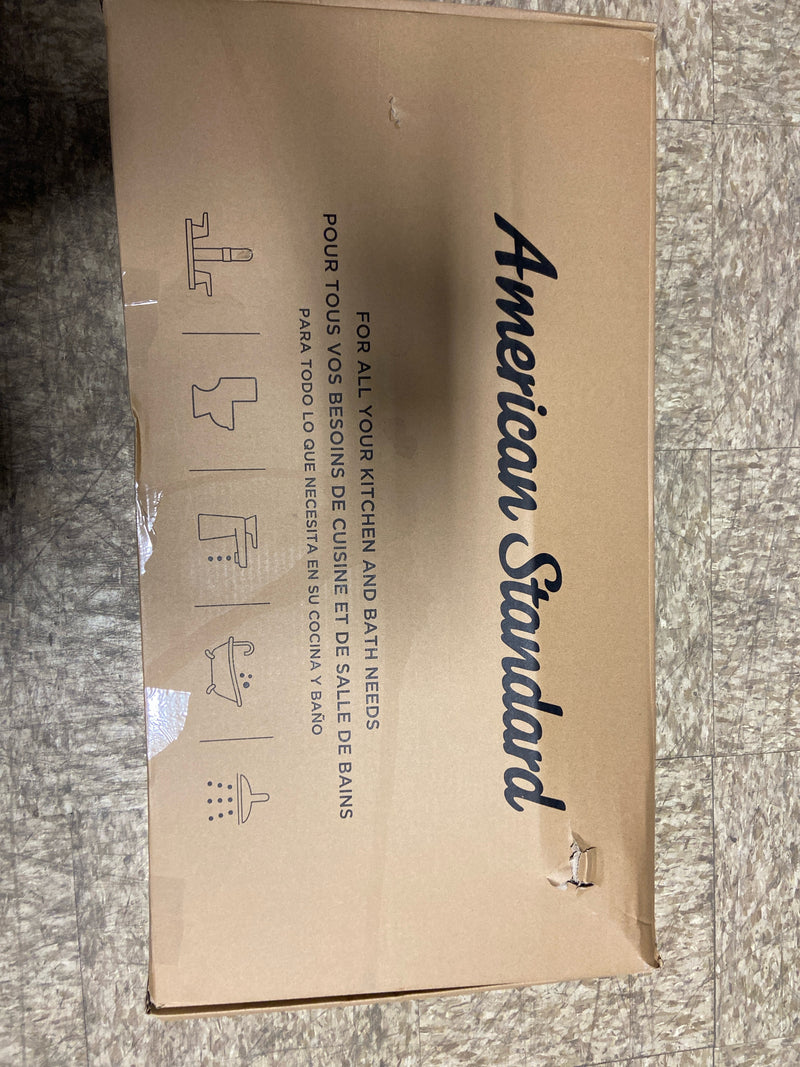 American Standard
FOR ALL YOUR KITCHEN AND BATH NEEDS
POUR TOUS VOS BESOINS DE CUISINE ET DE SALLE DE BAINS
PARA TODO LO QUE NECESITA EN SU COCINA Y BAÑO